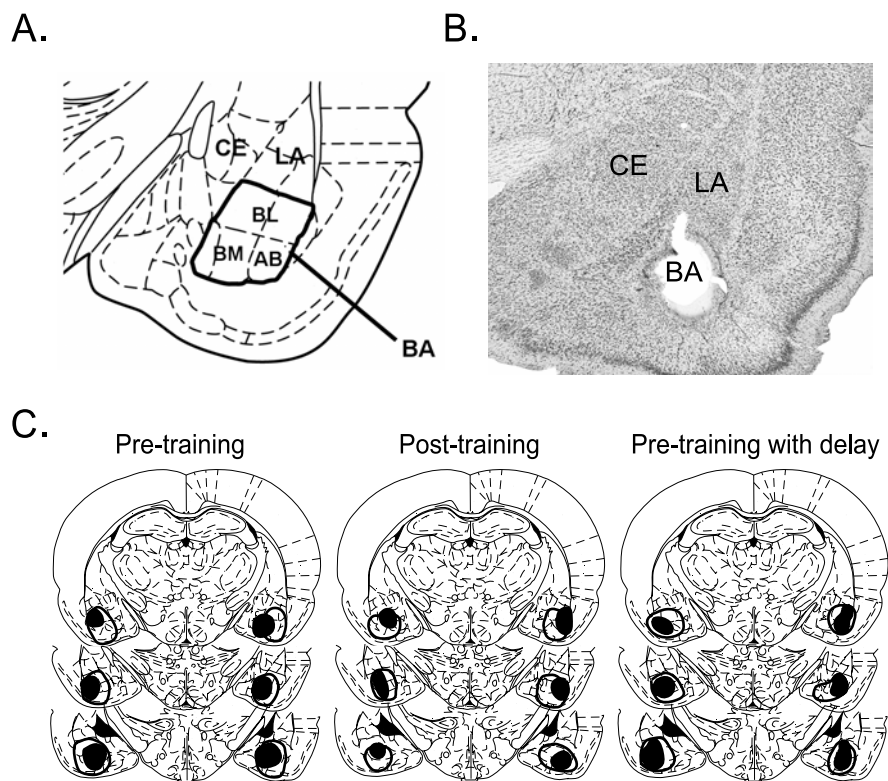 A.
CE
LA
BL
BM
AB
BA
B.
CE
LA
BA
C.
Pre-training
Post-training
Pre-training with delay